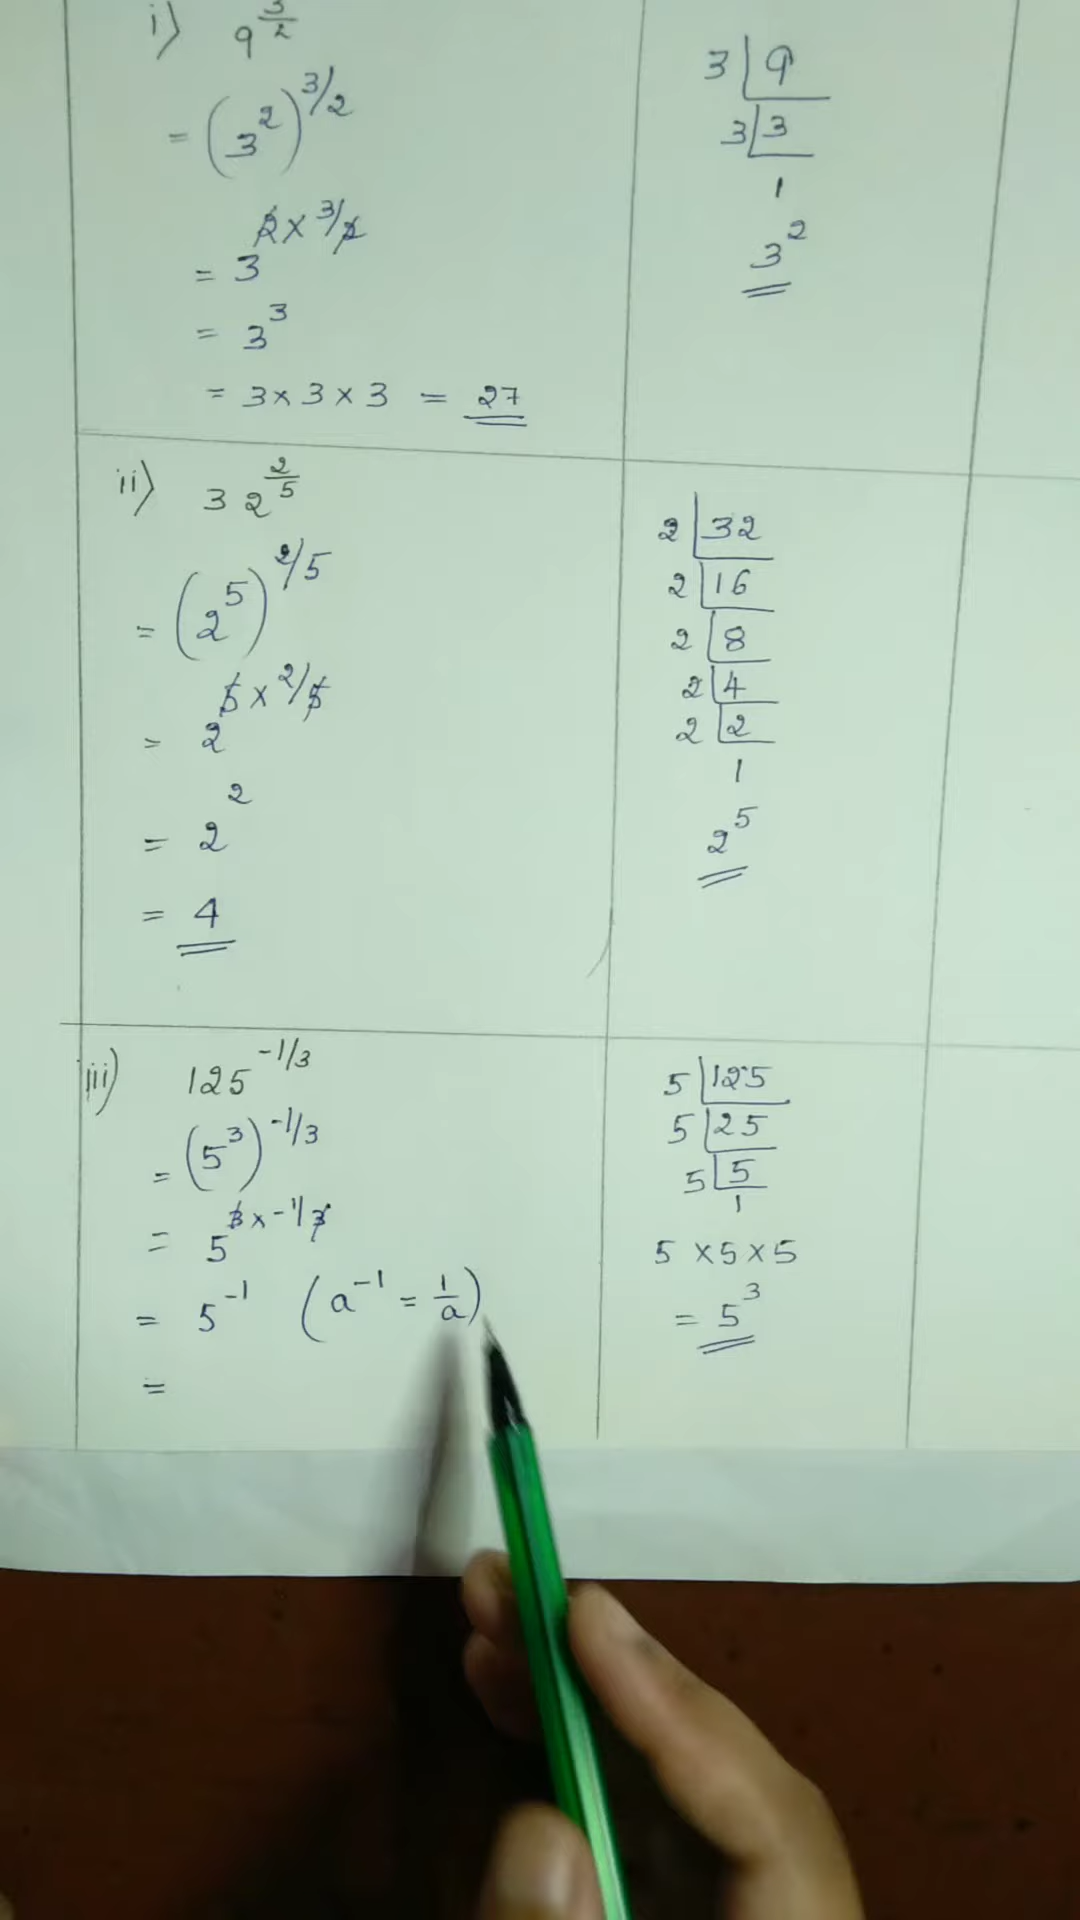 i) 9^(3/2)
= (3^2)^(3/2)
= 3^(2 × 3/2)
= 3^3
= 3 × 3 × 3 = 27
3 | 9
3 | 3
1
3^2
ii) 32^(2/5)
= (2^5)^(2/5)
= 2^(5 × 2/5)
= 2^2
= 4
2 | 32
2 | 16
2 | 8
2 | 4
2 | 2
1
2^5
iii) 125^(-1/3)
= (5^3)^(-1/3)
= 5^(3 × -1/3)
= 5^(-1) (a^(-1) = 1/a)
=
5 | 125
5 | 25
5 | 5
1
5 × 5 × 5
= 5^3